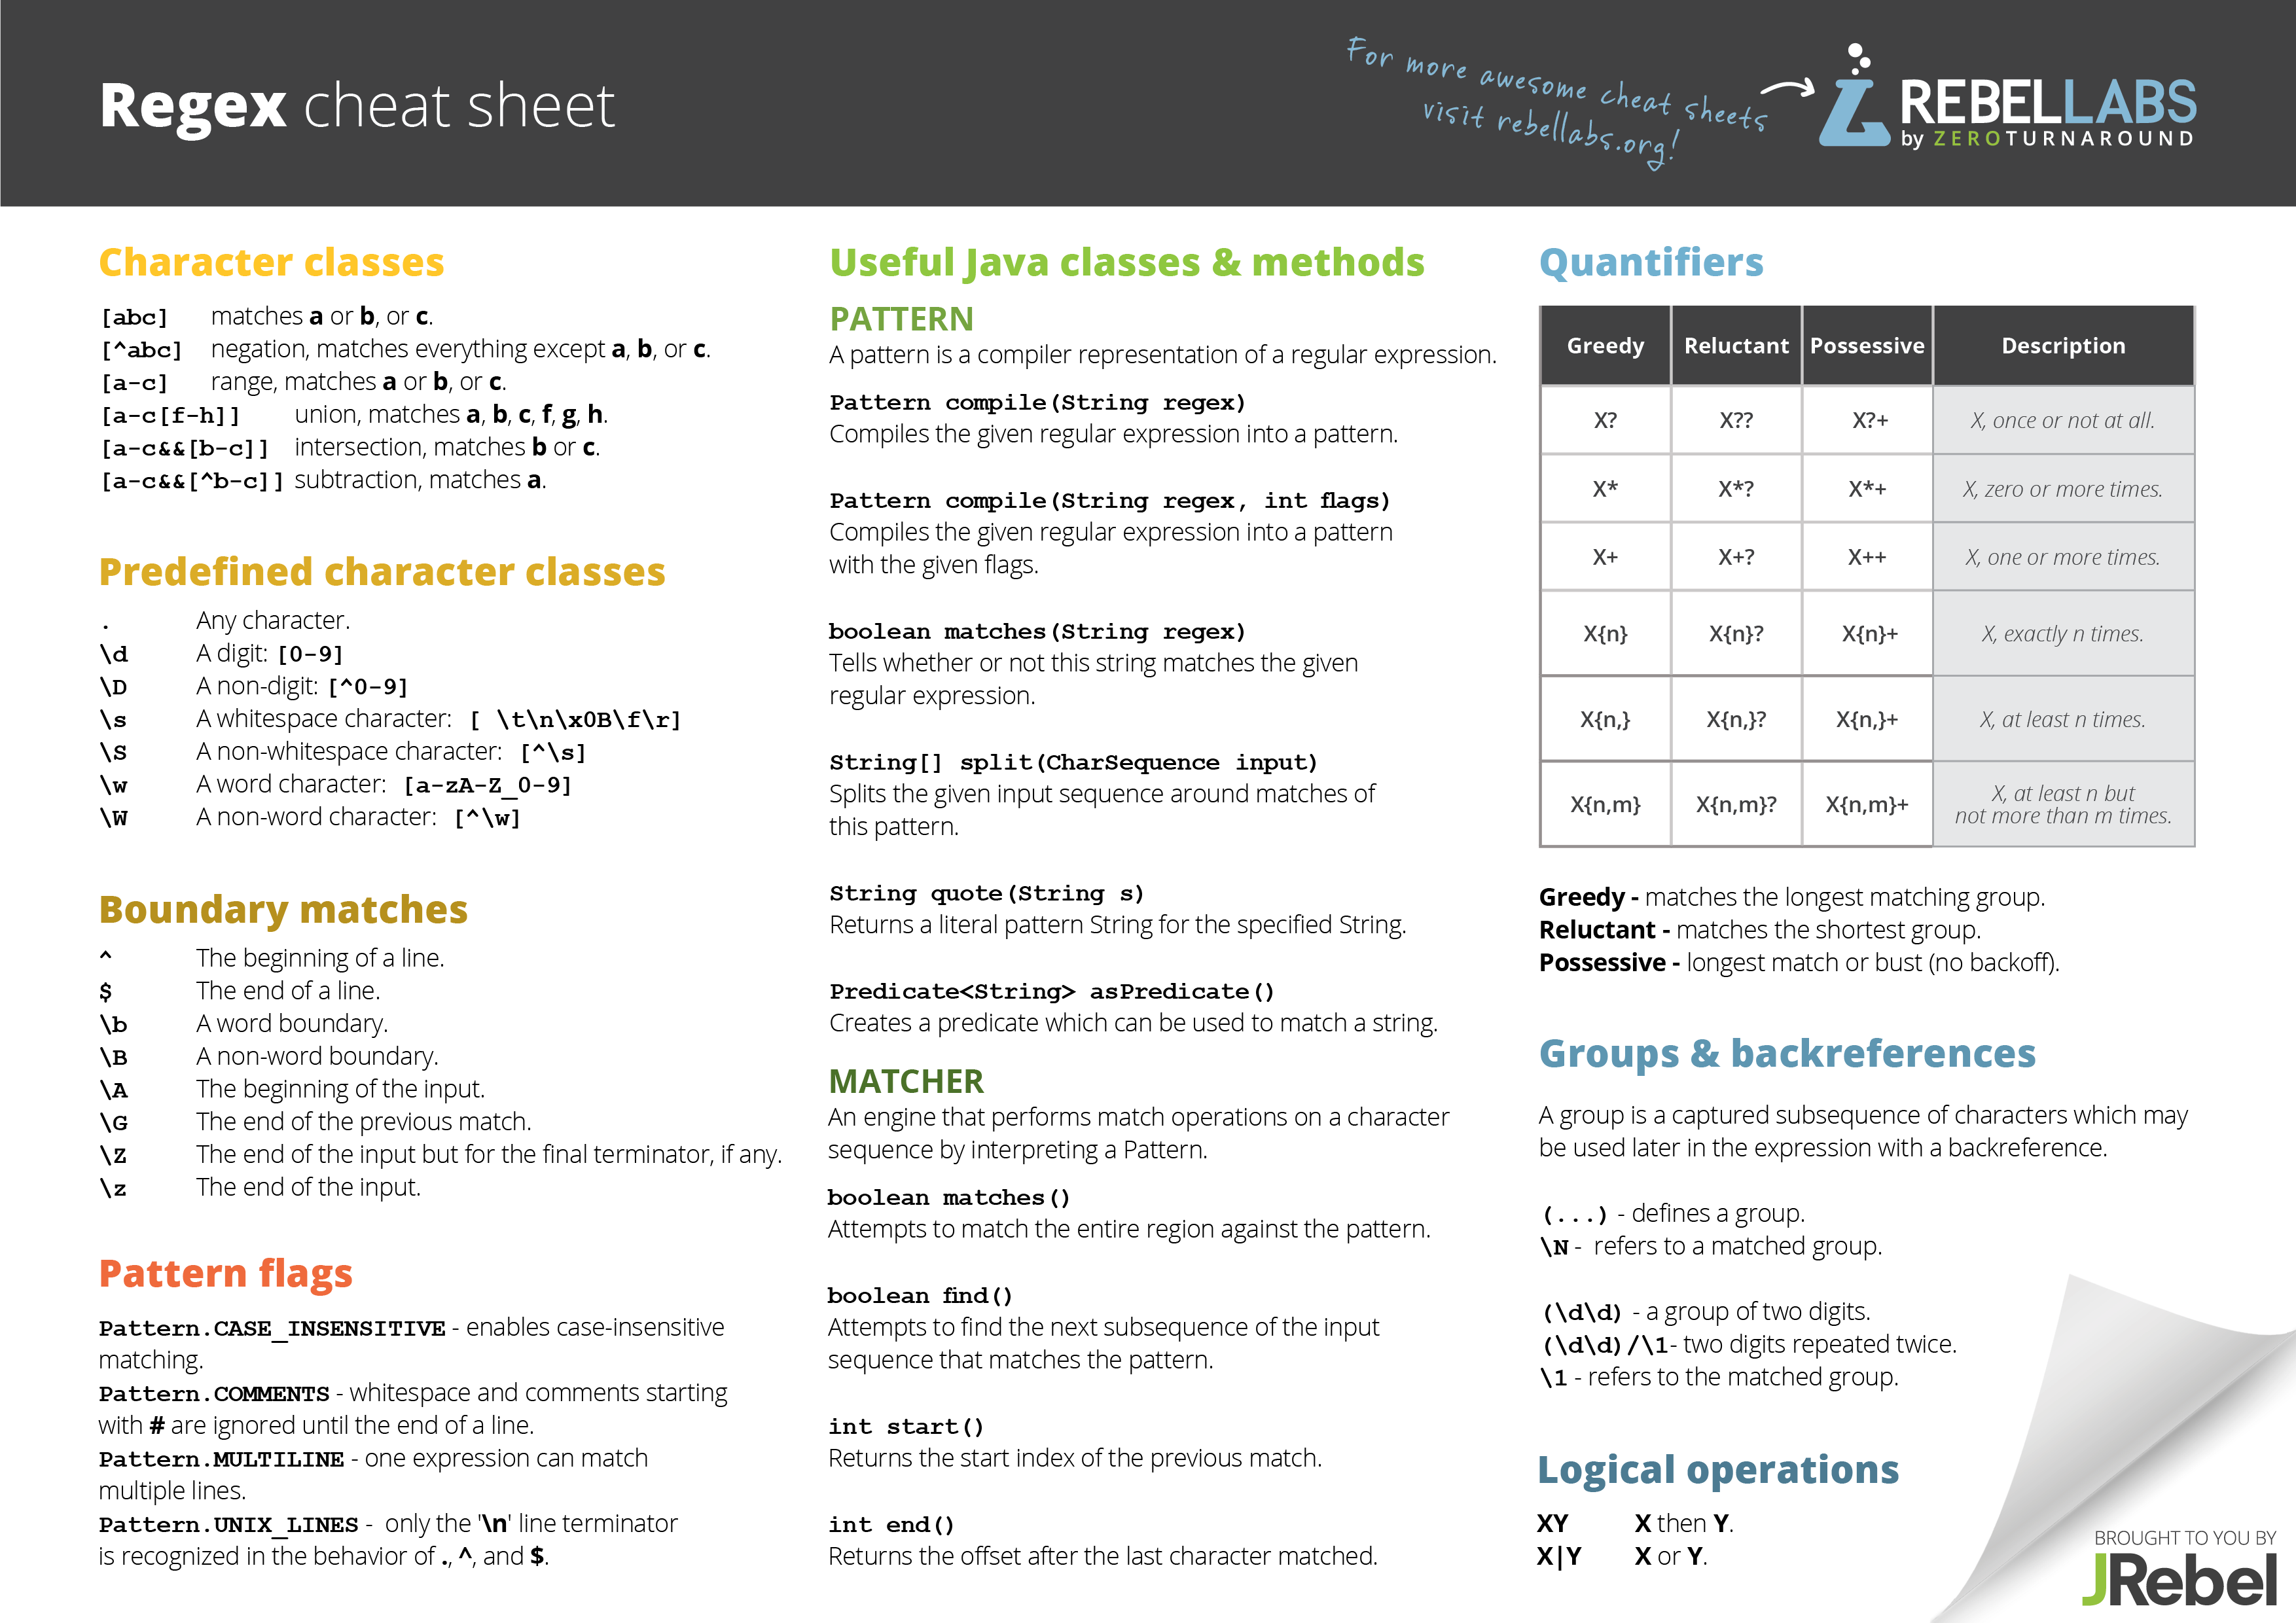 Regex cheat sheet
For more awesome cheat sheets
visit rebellabs.org!
REBELLABS
by ZEROTURNAROUND
Character classes
[abc] matches a or b, or c.
[^abc] negation, matches everything except a, b, or c.
[a-c] range, matches a or b, or c.
[a-c[f-h]] union, matches a, b, c, f, g, h.
[a-c&&[b-c]] intersection, matches b or c.
[a-c&&[^b-c]] subtraction, matches a.
Predefined character classes
. Any character.
\d A digit: [0-9]
\D A non-digit: [^0-9]
\s A whitespace character: [ \t\n\x0B\f\r]
\S A non-whitespace character: [^\s]
\w A word character: [a-zA-Z_0-9]
\W A non-word character: [^\w]
Boundary matches
^ The beginning of a line.
$ The end of a line.
\b A word boundary.
\B A non-word boundary.
\A The beginning of the input.
\G The end of the previous match.
\Z The end of the input but for the final terminator, if any.
\z The end of the input.
Pattern flags
Pattern.CASE_INSENSITIVE - enables case-insensitive
matching.
Pattern.COMMENTS - whitespace and comments starting
with # are ignored until the end of a line.
Pattern.MULTILINE - one expression can match
multiple lines.
Pattern.UNIX_LINES - only the '\n' line terminator
is recognized in the behavior of ., ^, and $.
Useful Java classes & methods
PATTERN
A pattern is a compiler representation of a regular expression.
Pattern compile(String regex)
Compiles the given regular expression into a pattern.
Pattern compile(String regex, int flags)
Compiles the given regular expression into a pattern
with the given flags.
boolean matches(String regex)
Tells whether or not this string matches the given
regular expression.
String[] split(CharSequence input)
Splits the given input sequence around matches of
this pattern.
String quote(String s)
Returns a literal pattern String for the specified String.
Predicate<String> asPredicate()
Creates a predicate which can be used to match a string.
MATCHER
An engine that performs match operations on a character
sequence by interpreting a Pattern.
boolean matches()
Attempts to match the entire region against the pattern.
boolean find()
Attempts to find the next subsequence of the input
sequence that matches the pattern.
int start()
Returns the start index of the previous match.
int end()
Returns the offset after the last character matched.
Quantifiers
Greedy Reluctant Possessive Description
X? X?? X?+ X, once or not at all.
X* X*? X*+ X, zero or more times.
X+ X+? X++ X, one or more times.
X{n} X{n}? X{n}+ X, exactly n times.
X{n,} X{n,}? X{n,}+ X, at least n times.
X{n,m} X{n,m}? X{n,m}+ X, at least n but
not more than m times.
Greedy - matches the longest matching group.
Reluctant - matches the shortest group.
Possessive - longest match or bust (no backoff).
Groups & backreferences
A group is a captured subsequence of characters which may
be used later in the expression with a backreference.
(...) - defines a group.
\N - refers to a matched group.
(\d\d) - a group of two digits.
(\d\d)/\1- two digits repeated twice.
\1 - refers to the matched group.
Logical operations
XY X then Y.
X|Y X or Y.
BROUGHT TO YOU BY
JRebel